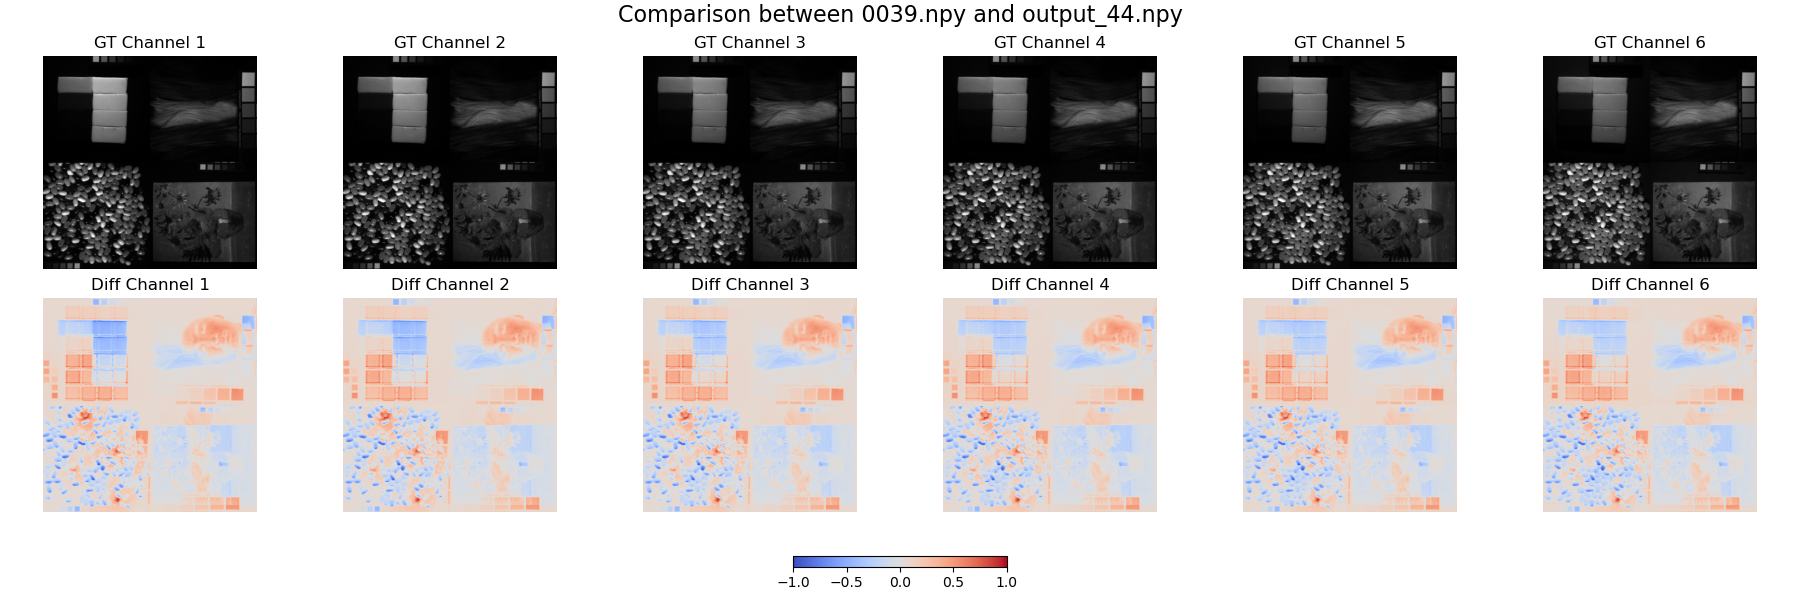 Comparison between 0039.npy and output_44.npy
GT Channel 1 GT Channel 2 GT Channel 3 GT Channel 4 GT Channel 5 GT Channel 6
Diff Channel 1 Diff Channel 2 Diff Channel 3 Diff Channel 4 Diff Channel 5 Diff Channel 6
−1.0 −0.5 0.0 0.5 1.0